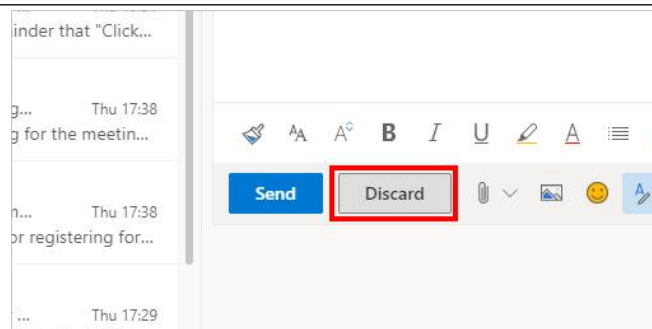 inder that "Click...
g... Thu 17:38
g for the meetin...
A A A B I U A
Send Discard
n... Thu 17:38
or registering for...
... Thu 17:29